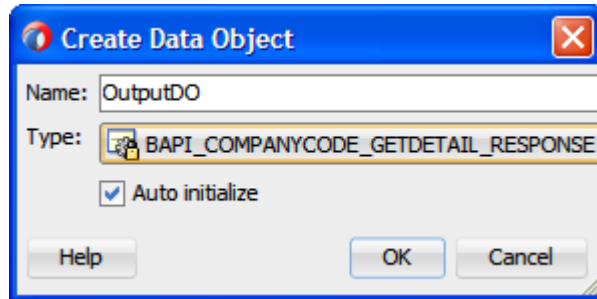 Create Data Object
Name: OutputDO
Type: BAPI_COMPANYCODE_GETDETAIL_RESPONSE
Auto initialize
Help OK Cancel